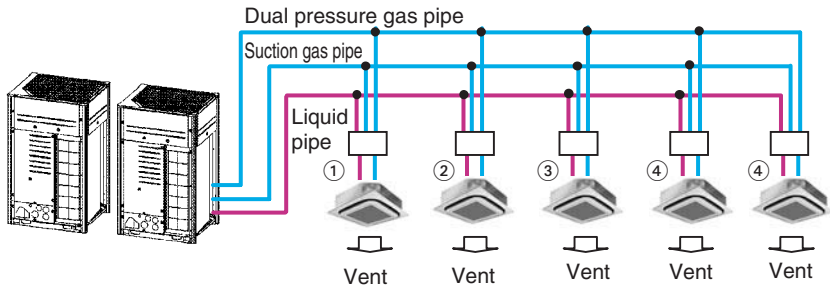 Dual pressure gas pipe
Suction gas pipe
Liquid
pipe
① ② ③ ④ ④
Vent Vent Vent Vent Vent